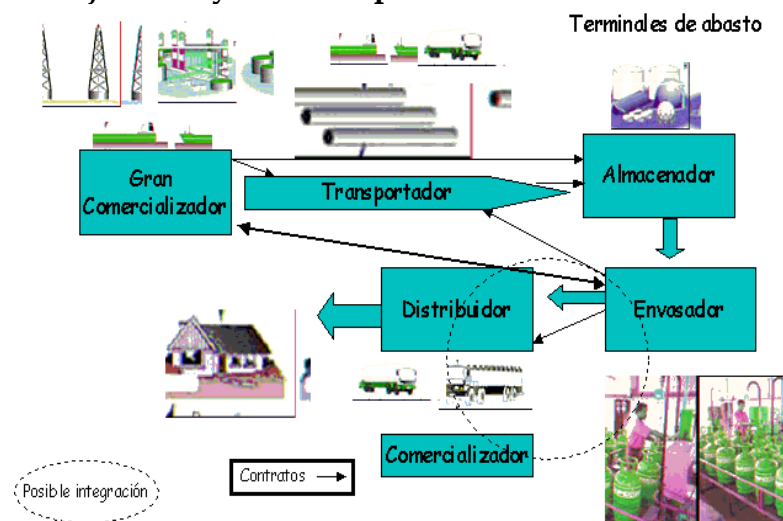 Terminales de abasto
Gran
Comercializador
Transportador
Almacenador
Distribuidor
Envasador
Comercializador
Contratos
Posible integración